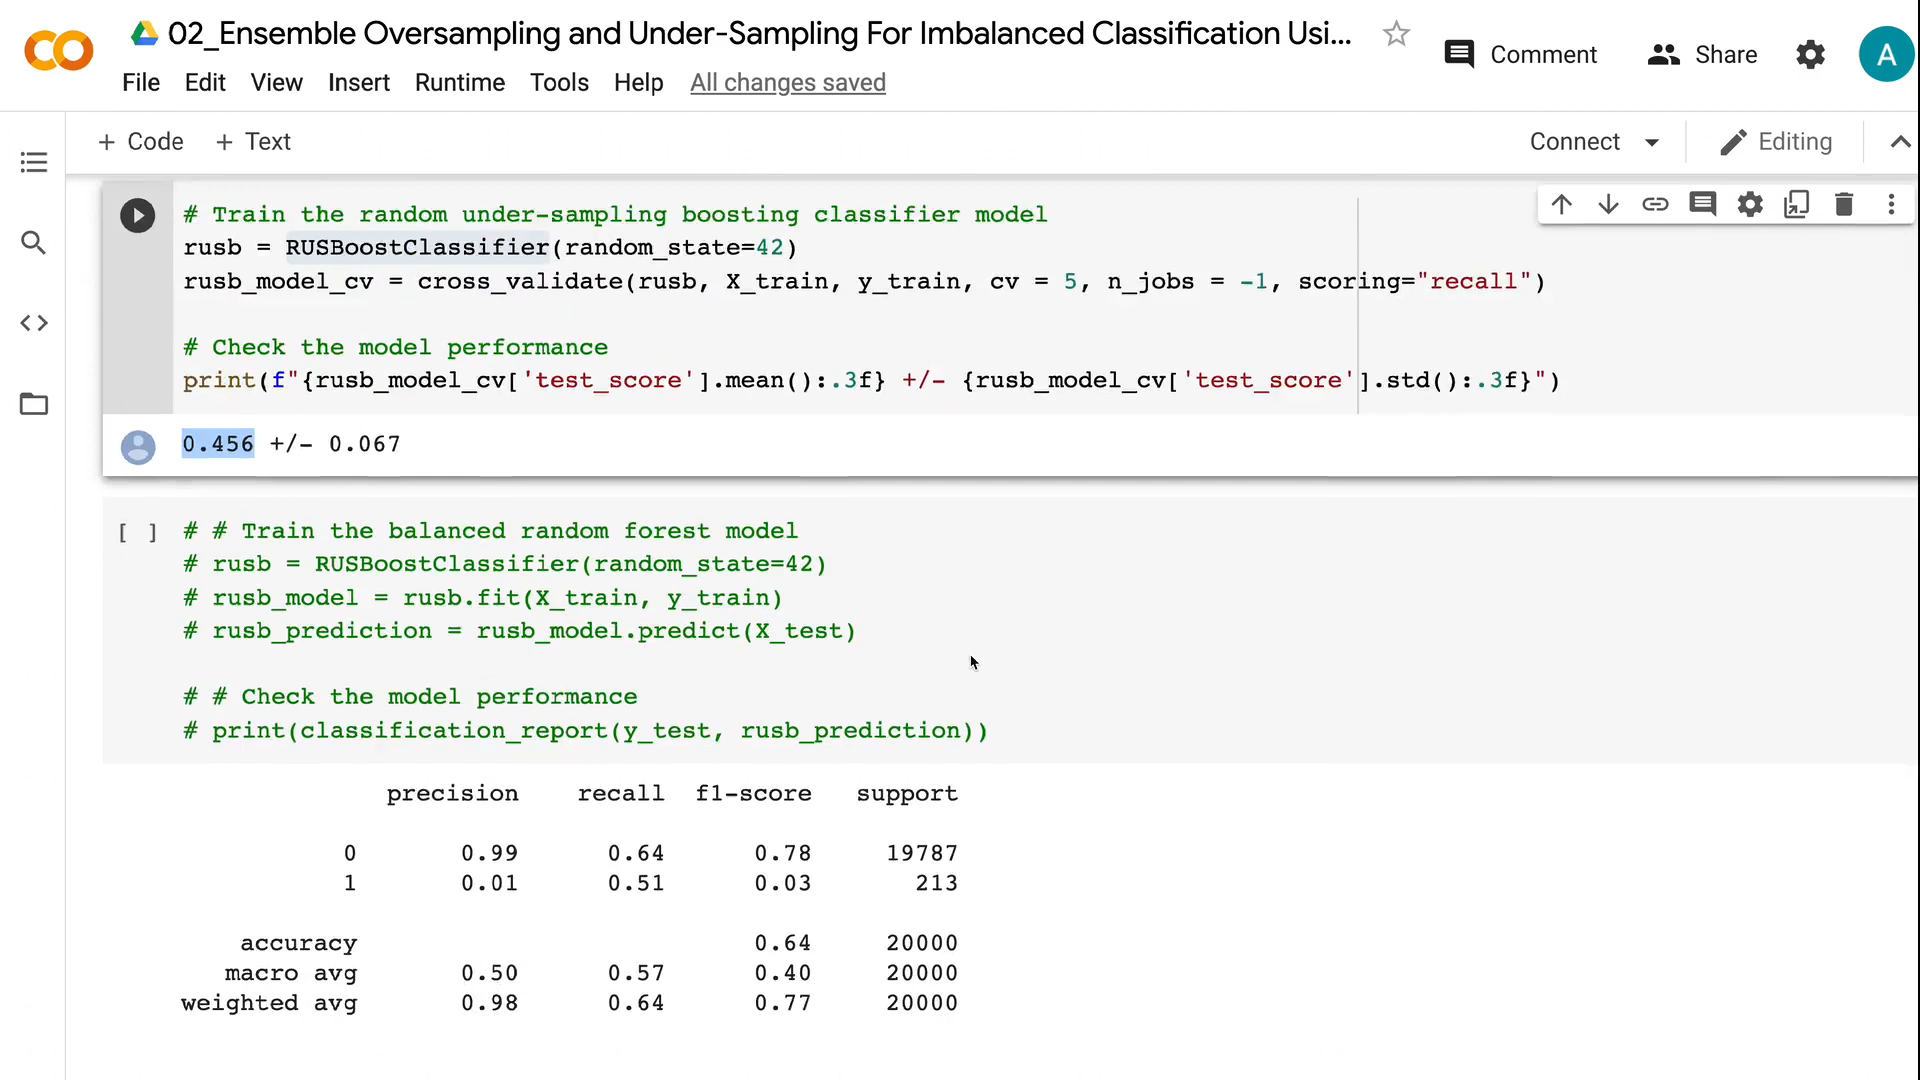 02_Ensemble Oversampling and Under-Sampling For Imbalanced Classification Usi...
Comment
Share
A
File Edit View Insert Runtime Tools Help All changes saved
+ Code + Text
Connect
Editing
# Train the random under-sampling boosting classifier model
rusb = RUSBoostClassifier(random_state=42)
rusb_model_cv = cross_validate(rusb, X_train, y_train, cv = 5, n_jobs = -1, scoring="recall")
# Check the model performance
print(f"{rusb_model_cv['test_score'].mean():.3f} +/- {rusb_model_cv['test_score'].std():.3f}")
0.456 +/- 0.067
[ ] # # Train the balanced random forest model
# rusb = RUSBoostClassifier(random_state=42)
# rusb_model = rusb.fit(X_train, y_train)
# rusb_prediction = rusb_model.predict(X_test)
# # Check the model performance
# print(classification_report(y_test, rusb_prediction))
precision recall f1-score support
0 0.99 0.64 0.78 19787
1 0.01 0.51 0.03 213
accuracy 0.64 20000
macro avg 0.50 0.57 0.40 20000
weighted avg 0.98 0.64 0.77 20000